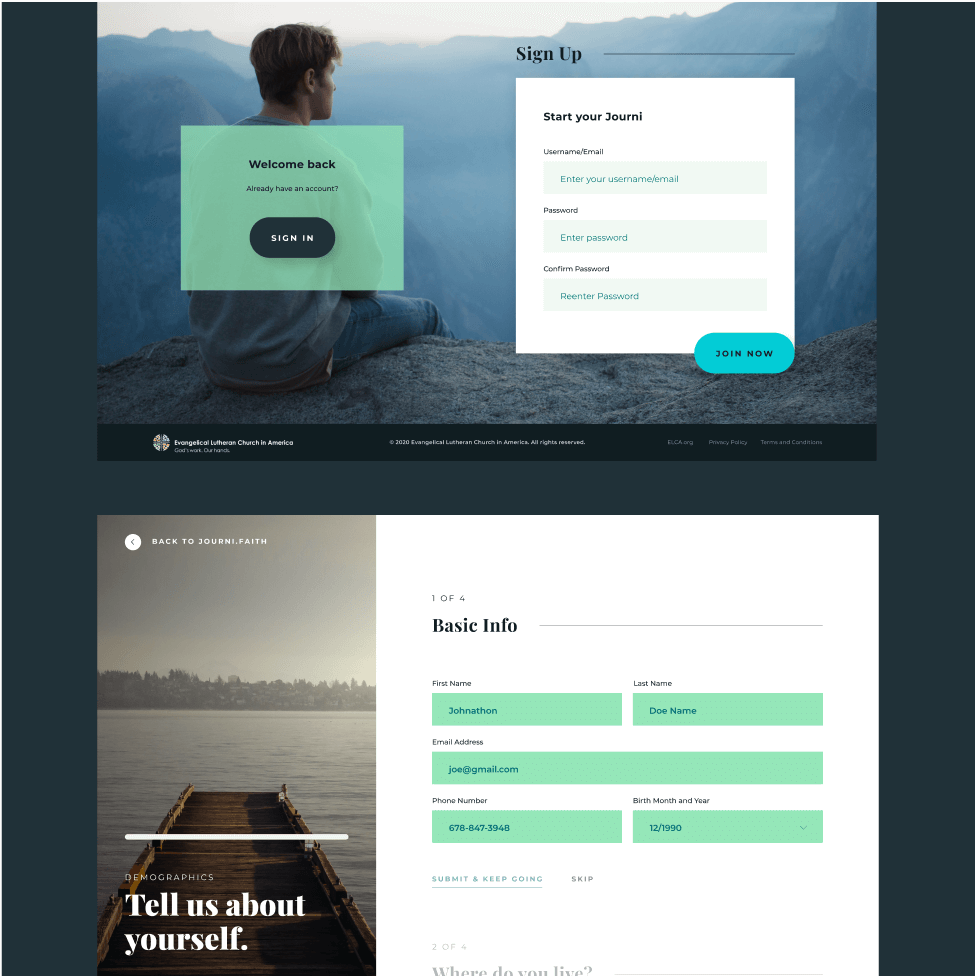 Sign Up
Start your Journi
Username/Email
Enter your username/email
Password
Enter password
Confirm Password
Reenter Password
JOIN NOW
Welcome back
Already have an account?
SIGN IN
Evangelical Lutheran Church in America
God's work. Our hands.
© 2020 Evangelical Lutheran Church in America. All rights reserved.
ELCA.org
Privacy Policy
Terms and Conditions
BACK TO JOURNI.FAITH
DEMOGRAPHICS
Tell us about
yourself.
1 OF 4
Basic Info
First Name
Last Name
Johnathon
Doe Name
Email Address
joe@gmail.com
Phone Number
Birth Month and Year
678-847-3948
12/1990
SUBMIT & KEEP GOING
SKIP
2 OF 4
Where do you live?